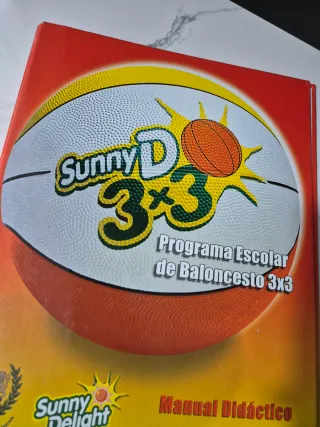 SunnyD
3x3
Programa Escolar
de Baloncesto 3x3
Sunny
Delight
Manual Didáctico